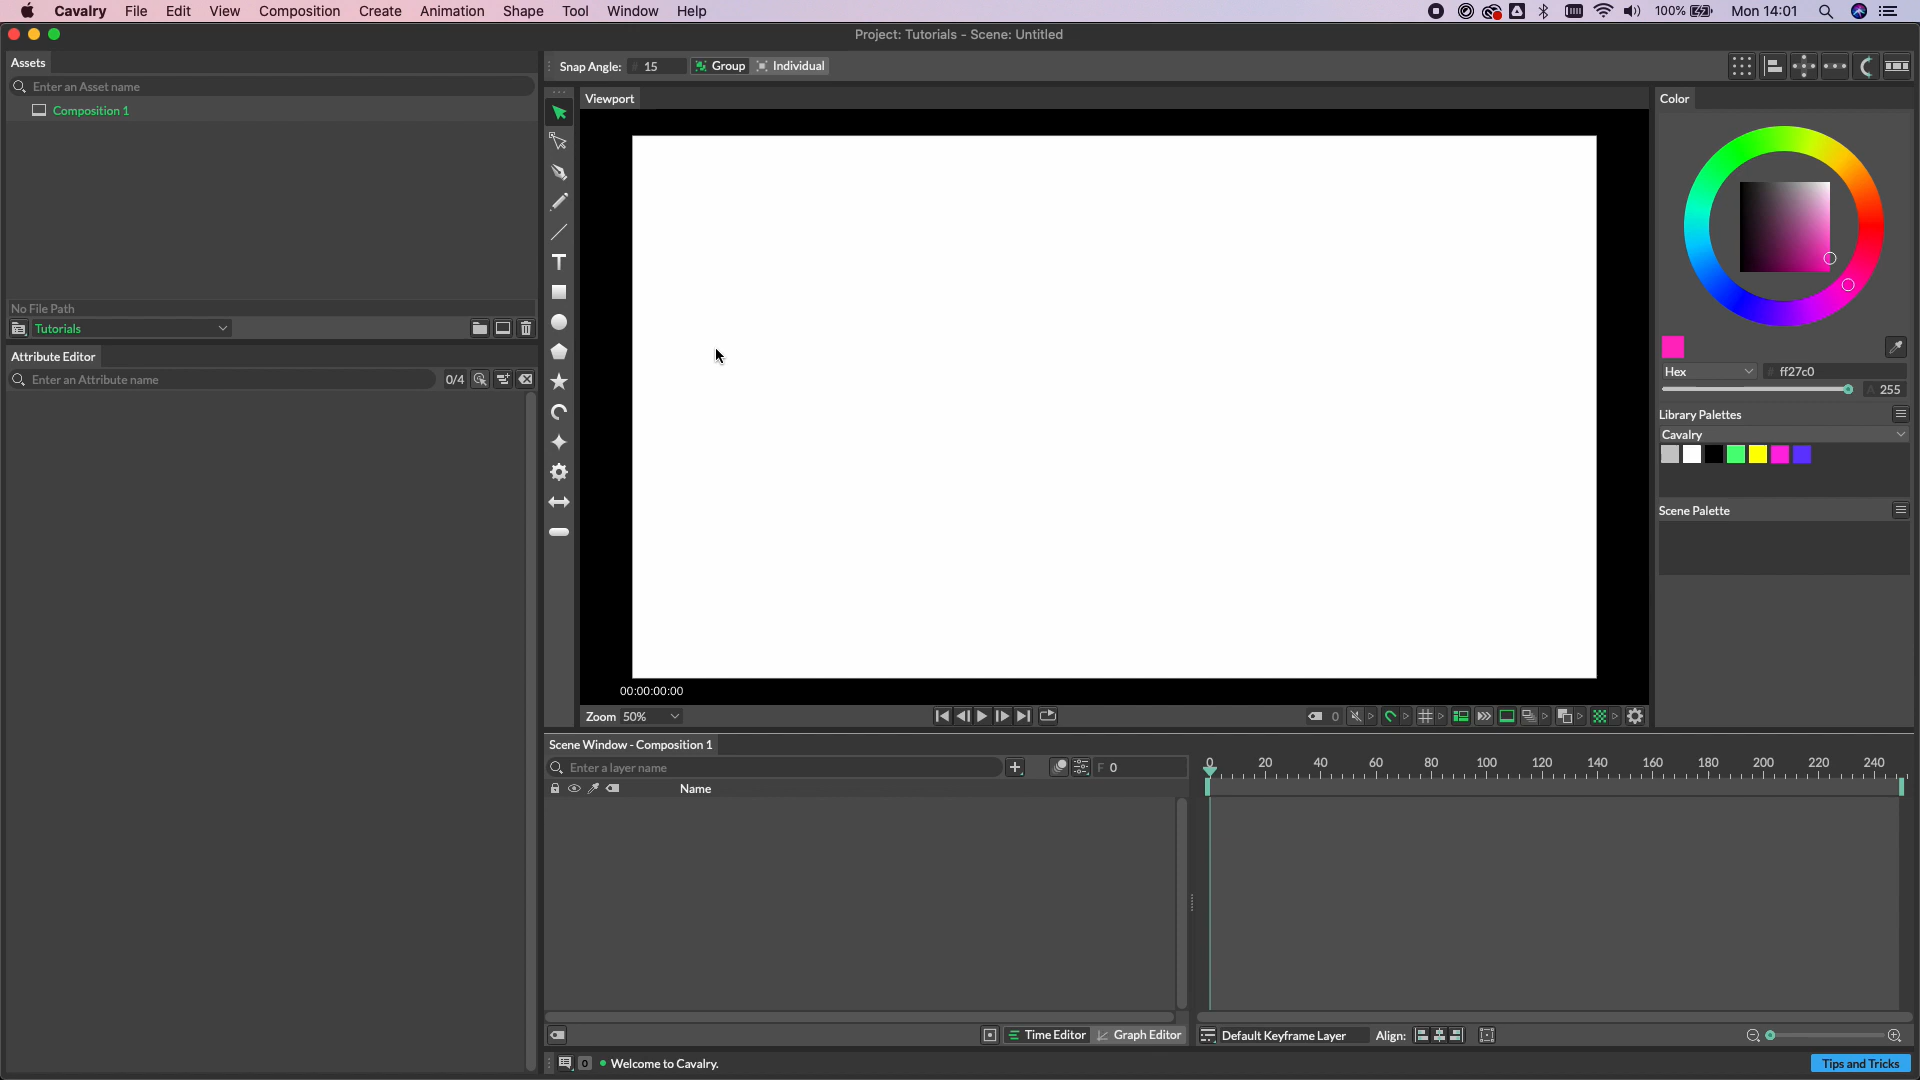 Cavalry File Edit View Composition Create Animation Shape Tool Window Help 100% Mon 14:01
Project: Tutorials - Scene: Untitled
Assets
Enter an Asset name
Composition 1
No File Path
Tutorials
Attribute Editor
Enter an Attribute name 0/4
Snap Angle: 15 Group Individual
Viewport
00:00:00:00
Zoom 50% 0
Color
Hex # ff27c0
A 255
Library Palettes
Cavalry
Scene Palette
Scene Window - Composition 1
Enter a layer name F 0
Name
0 20 40 60 80 100 120 140 160 180 200 220 240
Time Editor Graph Editor Default Keyframe Layer Align:
0 Welcome to Cavalry. Tips and Tricks